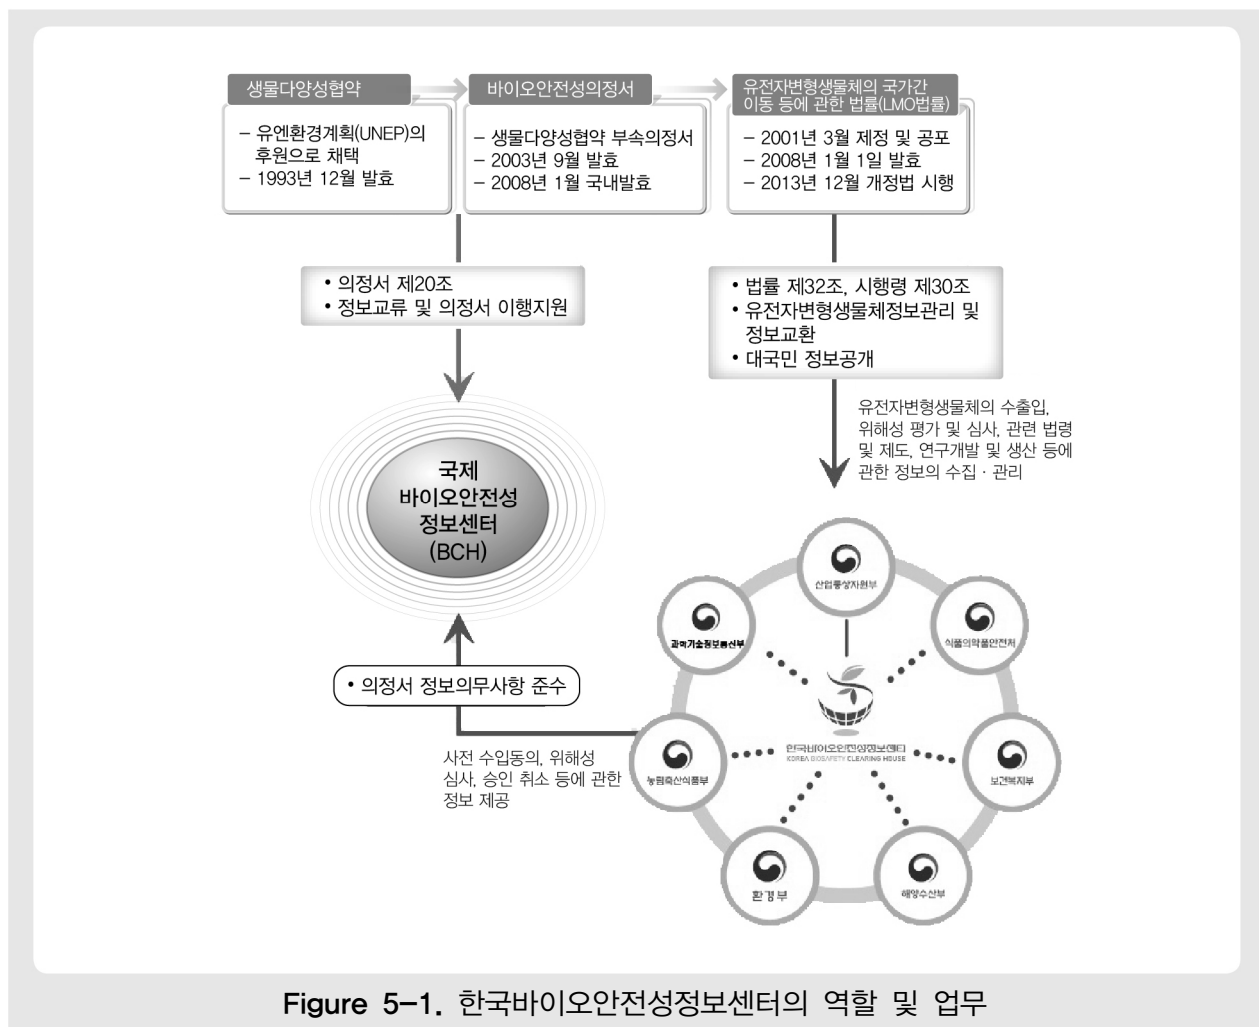 생물다양성협약
– 유엔환경계획(UNEP)의
후원으로 채택
– 1993년 12월 발효
바이오안전성의정서
– 생물다양성협약 부속의정서
– 2003년 9월 발효
– 2008년 1월 국내발효
유전자변형생물체의 국가간
이동 등에 관한 법률(LMO법률)
– 2001년 3월 제정 및 공포
– 2008년 1월 1일 발효
– 2013년 12월 개정법 시행
• 의정서 제20조
• 정보교류 및 의정서 이행지원
• 법률 제32조, 시행령 제30조
• 유전자변형생물체정보관리 및
정보교환
• 대국민 정보공개
유전자변형생물체의 수출입,
위해성 평가 및 심사, 관련 법령
및 제도, 연구개발 및 생산 등에
관한 정보의 수집 · 관리
국제
바이오안전성
정보센터
(BCH)
• 의정서 정보의무사항 준수
사전 수입동의, 위해성
심사, 승인 취소 등에 관한
정보 제공
산업통상자원부
과학기술정보통신부
식품의약품안전처
한국바이오안전성정보센터
KOREA BIOSAFETY CLEARING HOUSE
농림축산식품부
보건복지부
환경부
해양수산부
Figure 5–1. 한국바이오안전성정보센터의 역할 및 업무